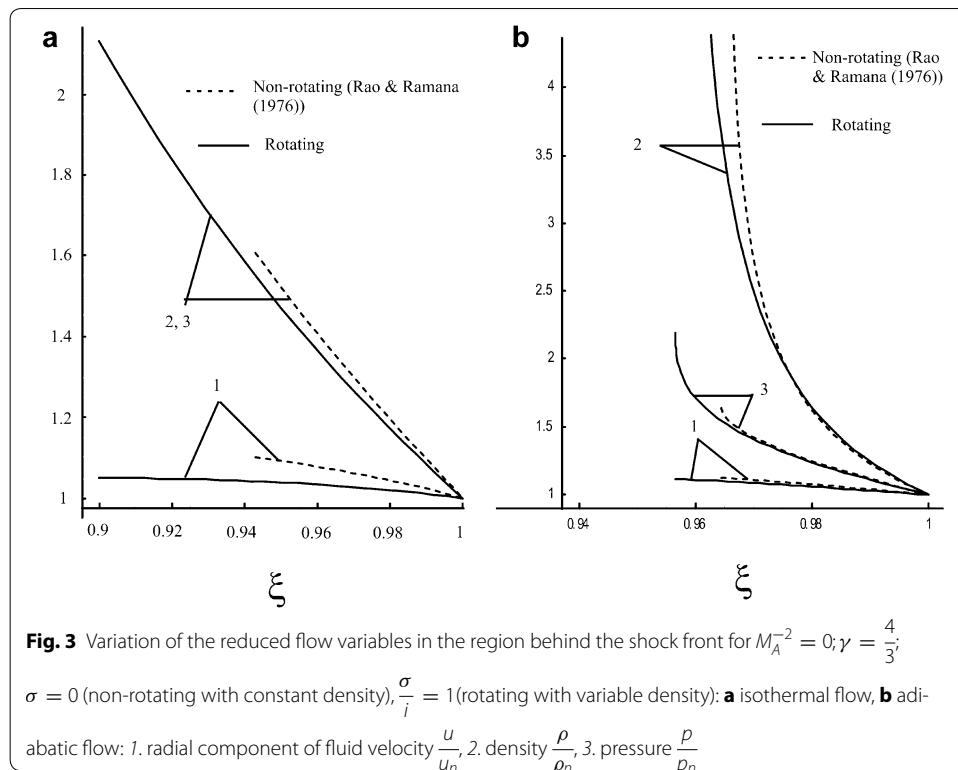 a
Non-rotating (Rao & Ramana
(1976))
Rotating
2
1.8
1.6
1.4
1.2
1
2, 3
1
0.9
0.92
0.94
0.96
0.98
1
ξ
b
Non-rotating (Rao
& Ramana (1976))
Rotating
4
3.5
3
2.5
2
1.5
1
2
3
1
0.94
0.96
0.98
1
ξ
Fig. 3 Variation of the reduced flow variables in the region behind the shock front for M_A^{-2} = 0; γ = 4/3;
σ = 0 (non-rotating with constant density), σ/i = 1(rotating with variable density): a isothermal flow, b adi-
abatic flow: 1. radial component of fluid velocity u/u_n, 2. density ρ/ρ_n, 3. pressure p/p_n